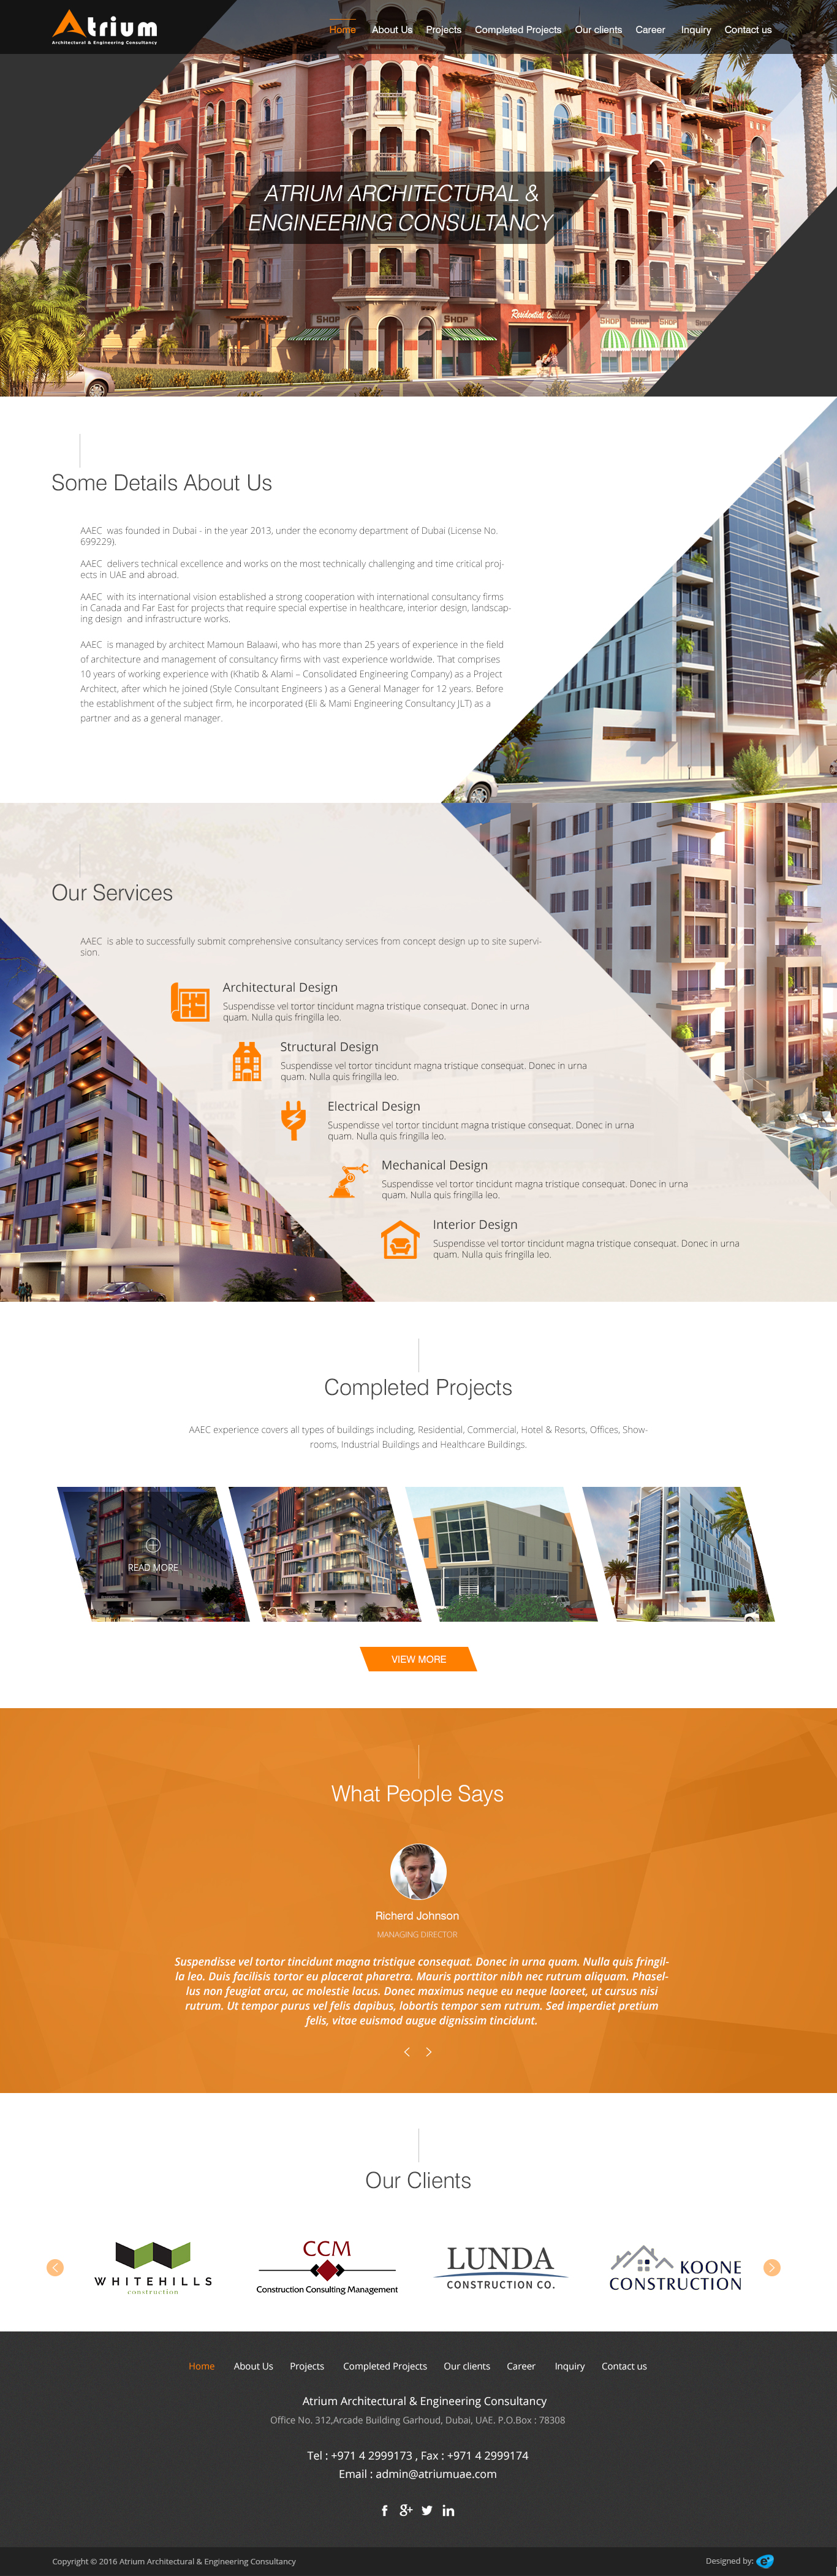 Atrium
Architectural & Engineering Consultancy
Home About Us Projects Completed Projects Our clients Career Inquiry Contact us
ATRIUM ARCHITECTURAL &
ENGINEERING CONSULTANCY
SHOP
SHOP
Residential Building
SHOP SHOP SHOP SHOP
Some Details About Us
AAEC was founded in Dubai - in the year 2013, under the economy department of Dubai (License No.
699229).
AAEC delivers technical excellence and works on the most technically challenging and time critical proj-
ects in UAE and abroad.
AAEC with its international vision established a strong cooperation with international consultancy firms
in Canada and Far East for projects that require special expertise in healthcare, interior design, landscap-
ing design and infrastructure works.
AAEC is managed by architect Mamoun Balaawi, who has more than 25 years of experience in the field
of architecture and management of consultancy firms with vast experience worldwide. That comprises
10 years of working experience with (Khatib & Alami – Consolidated Engineering Company) as a Project
Architect, after which he joined (Style Consultant Engineers ) as a General Manager for 12 years. Before
the establishment of the subject firm, he incorporated (Eli & Mami Engineering Consultancy JLT) as a
partner and as a general manager.
Our Services
AAEC is able to successfully submit comprehensive consultancy services from concept design up to site supervi-
sion.
Architectural Design
Suspendisse vel tortor tincidunt magna tristique consequat. Donec in urna
quam. Nulla quis fringilla leo.
Structural Design
Suspendisse vel tortor tincidunt magna tristique consequat. Donec in urna
quam. Nulla quis fringilla leo.
Electrical Design
Suspendisse vel tortor tincidunt magna tristique consequat. Donec in urna
quam. Nulla quis fringilla leo.
Mechanical Design
Suspendisse vel tortor tincidunt magna tristique consequat. Donec in urna
quam. Nulla quis fringilla leo.
Interior Design
Suspendisse vel tortor tincidunt magna tristique consequat. Donec in urna
quam. Nulla quis fringilla leo.
Completed Projects
AAEC experience covers all types of buildings including, Residential, Commercial, Hotel & Resorts, Offices, Show-
rooms, Industrial Buildings and Healthcare Buildings.
READ MORE
VIEW MORE
What People Says
Richerd Johnson
MANAGING DIRECTOR
Suspendisse vel tortor tincidunt magna tristique consequat. Donec in urna quam. Nulla quis fringil-
la leo. Duis facilisis tortor eu placerat pharetra. Mauris porttitor nibh nec rutrum aliquam. Phasel-
lus non feugiat arcu, ac molestie lacus. Donec maximus neque eu neque laoreet, ut cursus nisi
rutrum. Ut tempor purus vel felis dapibus, lobortis tempor sem rutrum. Sed imperdiet pretium
felis, vitae euismod augue dignissim tincidunt.
Our Clients
WHITEHILLS
construction
CCM
Construction Consulting Management
LUNDA
CONSTRUCTION CO.
KOONE
CONSTRUCTION
Home About Us Projects Completed Projects Our clients Career Inquiry Contact us
Atrium Architectural & Engineering Consultancy
Office No. 312,Arcade Building Garhoud, Dubai, UAE. P.O.Box : 78308
Tel : +971 4 2999173 , Fax : +971 4 2999174
Email : admin@atriumuae.com
Copyright © 2016 Atrium Architectural & Engineering Consultancy
Designed by: